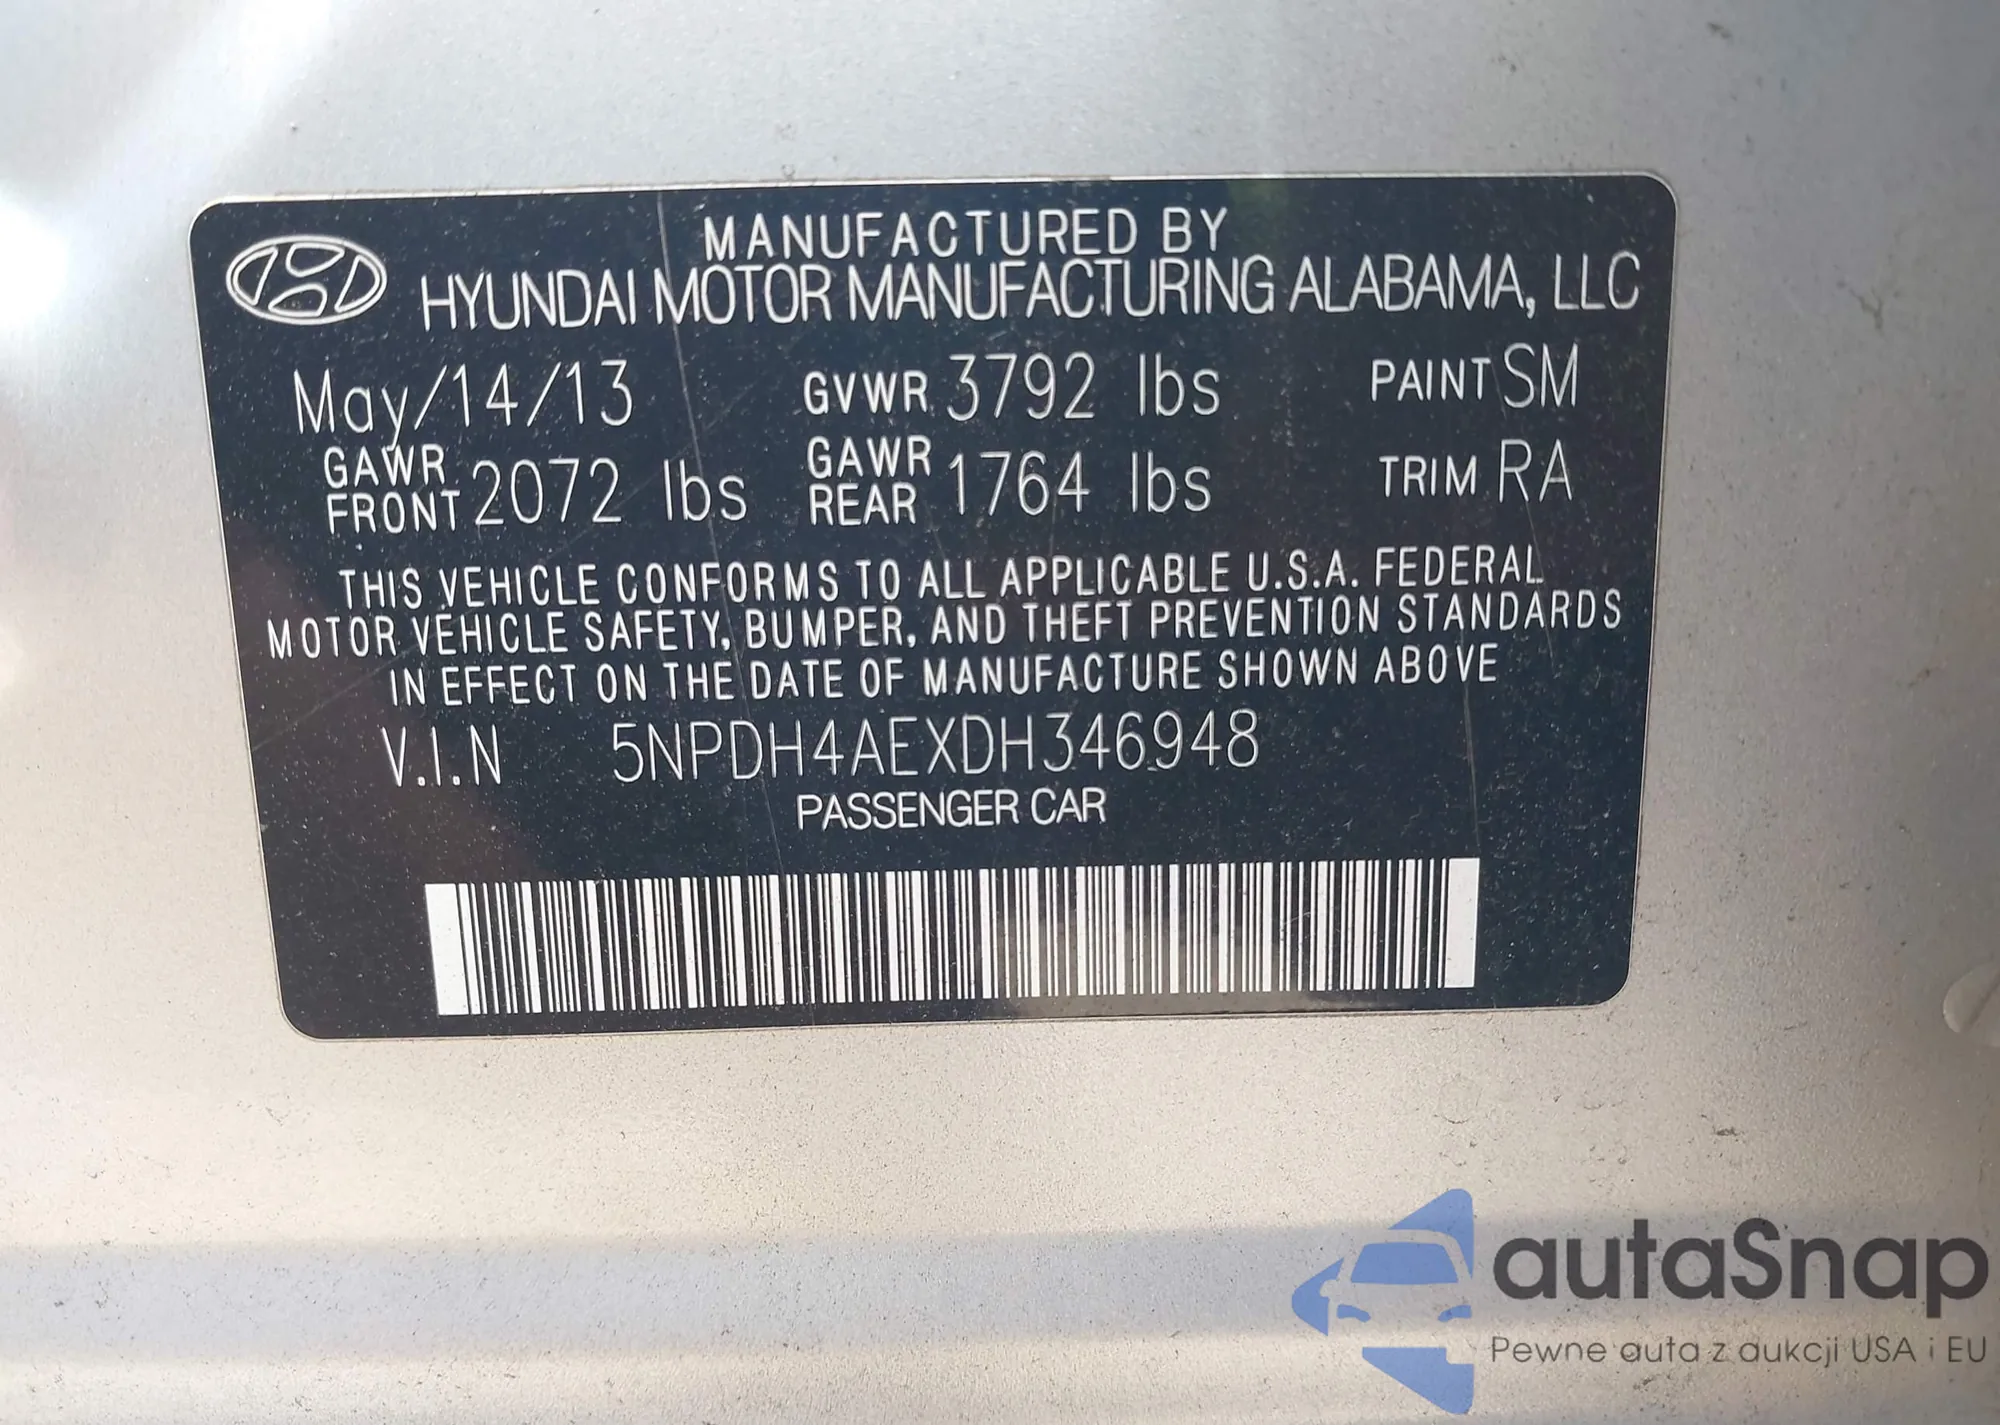 MANUFACTURED BY
HYUNDAI MOTOR MANUFACTURING ALABAMA, LLC
May/14/13 GVWR 3792 lbs PAINT SM
GAWR FRONT 2072 lbs GAWR REAR 1764 lbs TRIM RA
THIS VEHICLE CONFORMS TO ALL APPLICABLE U.S.A. FEDERAL
MOTOR VEHICLE SAFETY, BUMPER, AND THEFT PREVENTION STANDARDS
IN EFFECT ON THE DATE OF MANUFACTURE SHOWN ABOVE
V.I.N 5NPDH4AEXDH346948
PASSENGER CAR
autaSnap
Pewne auta z aukcji USA i EU